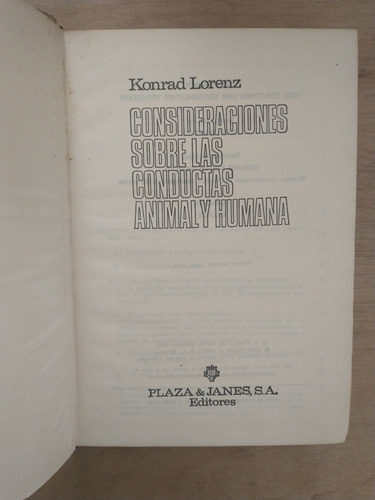 Konrad Lorenz
CONSIDERACIONES
SOBRE LAS
CONDUCTAS
ANIMAL Y HUMANA
PLAZA & JANES, S.A.
Editores